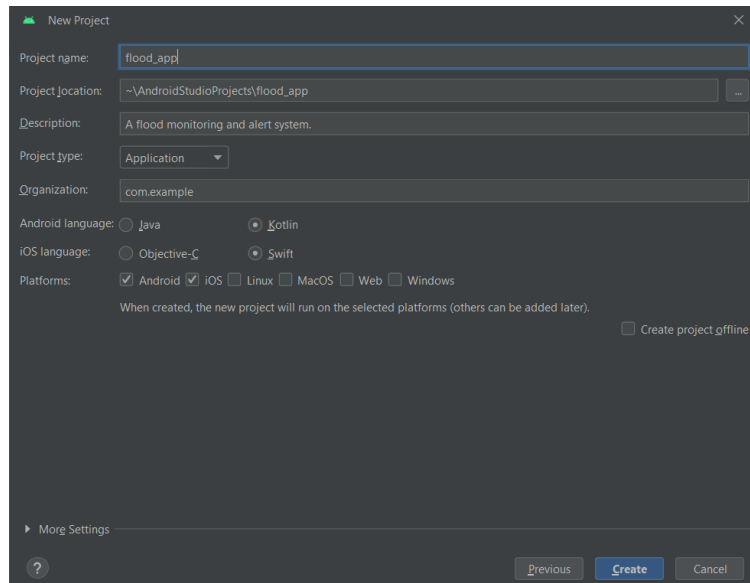 New Project
Project name: flood_app
Project location: ~\AndroidStudioProjects\flood_app ...
Description: A flood monitoring and alert system.
Project type: Application
Organization: com.example
Android language: Java Kotlin
iOS language: Objective-C Swift
Platforms: Android iOS Linux MacOS Web Windows
When created, the new project will run on the selected platforms (others can be added later).
Create project offline
More Settings
? Previous Create Cancel